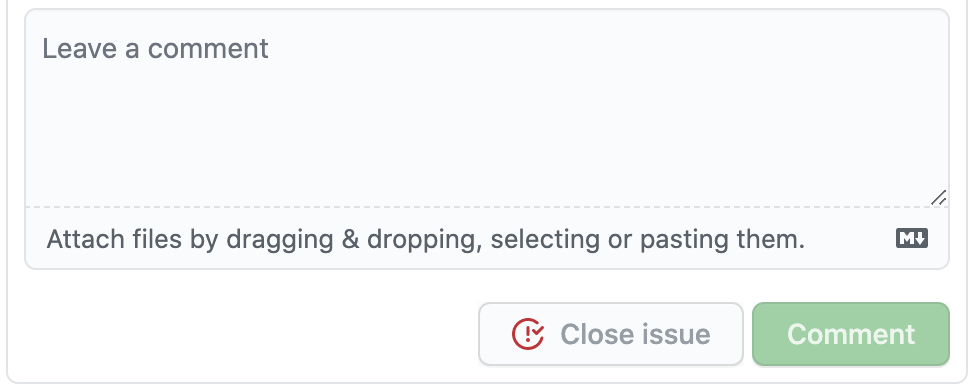 Leave a comment
Attach files by dragging & dropping, selecting or pasting them.
M
Close issue
Comment